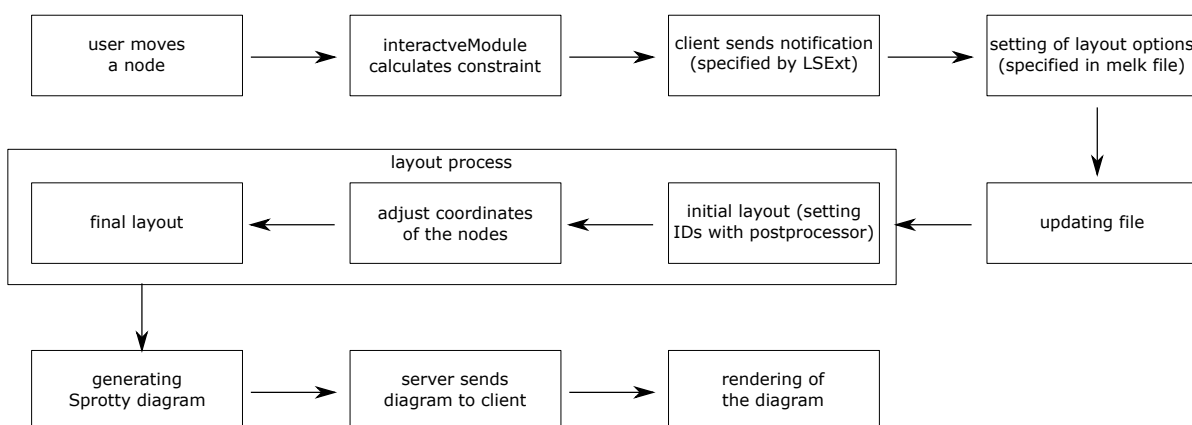 user moves
a node
interactveModule
calculates constraint
client sends notification
(specified by LSExt)
setting of layout options
(specified in melk file)
layout process
final layout
adjust coordinates
of the nodes
initial layout (setting
IDs with postprocessor)
updating file
generating
Sprotty diagram
server sends
diagram to client
rendering of
the diagram